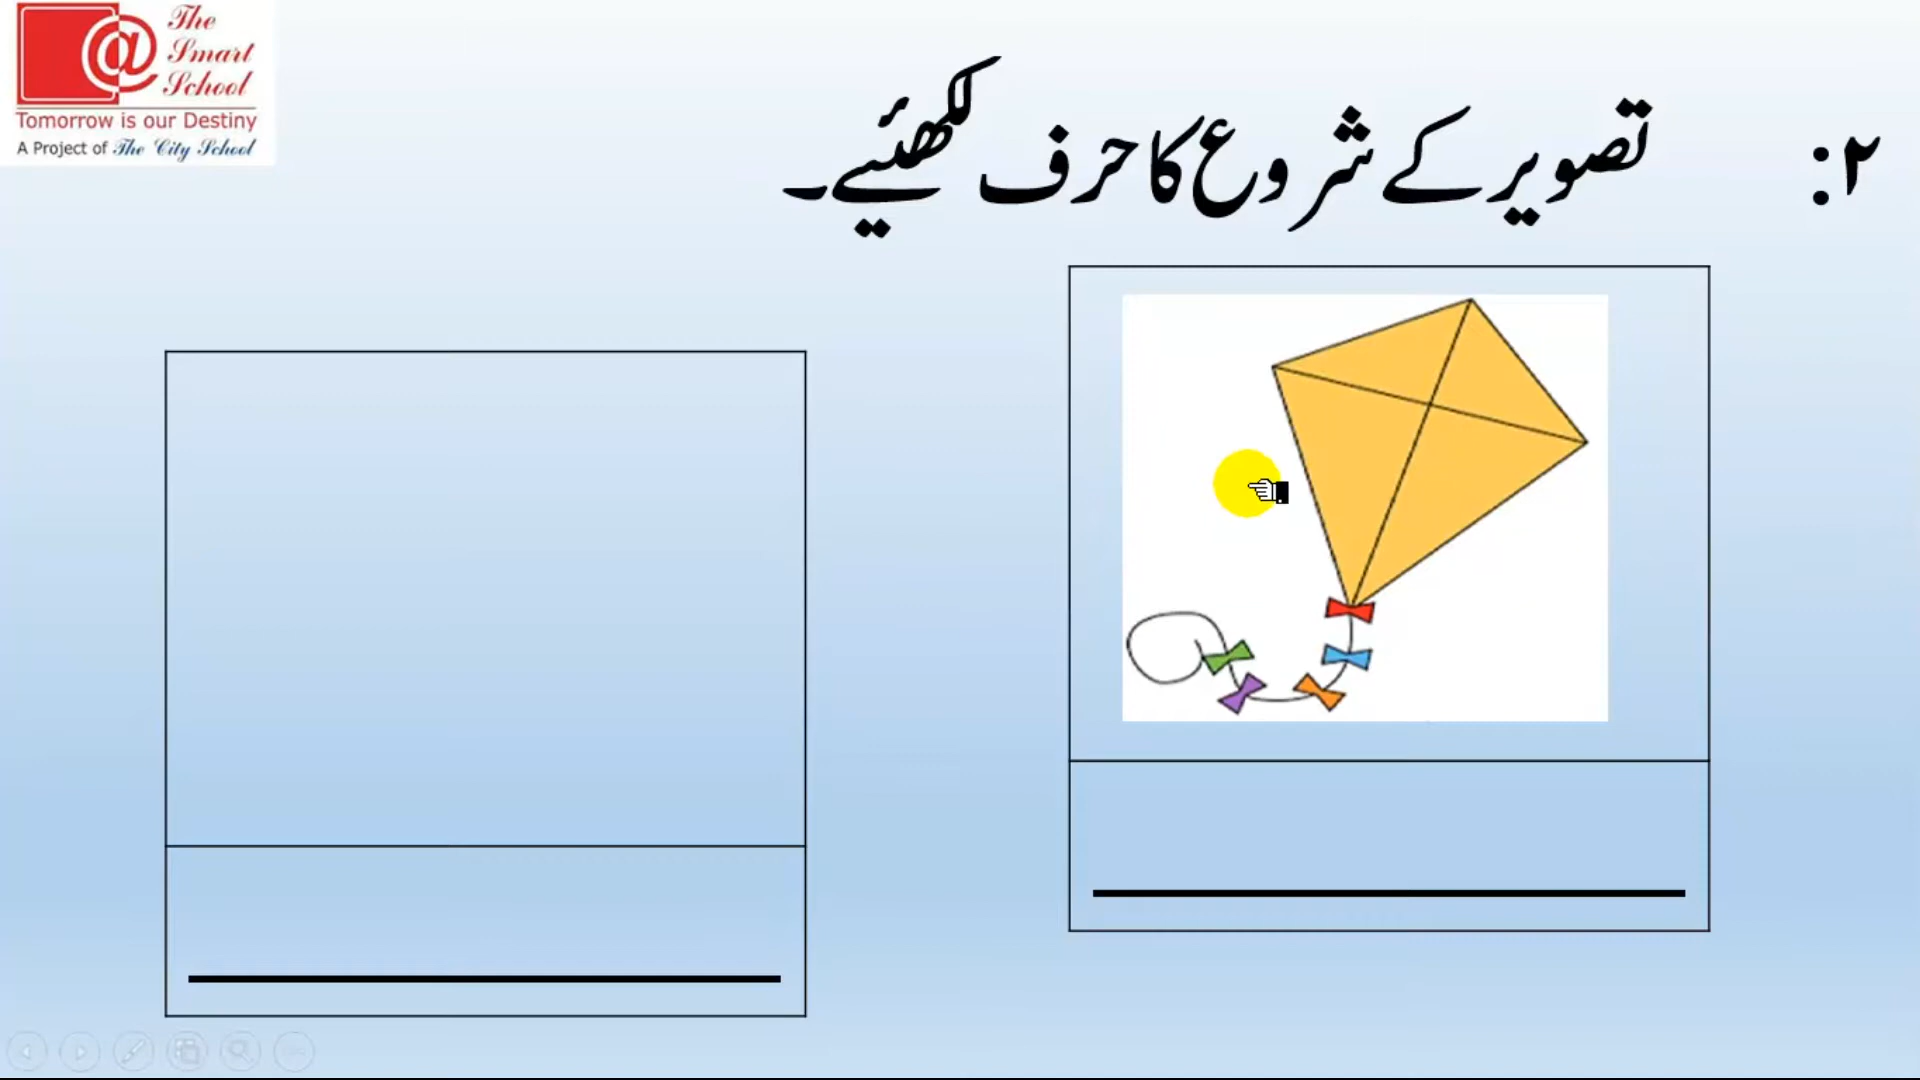 The
Smart
School
Tomorrow is our Destiny
A Project of The City School
۲: تصویر کے شروع کا حرف لکھئیے۔